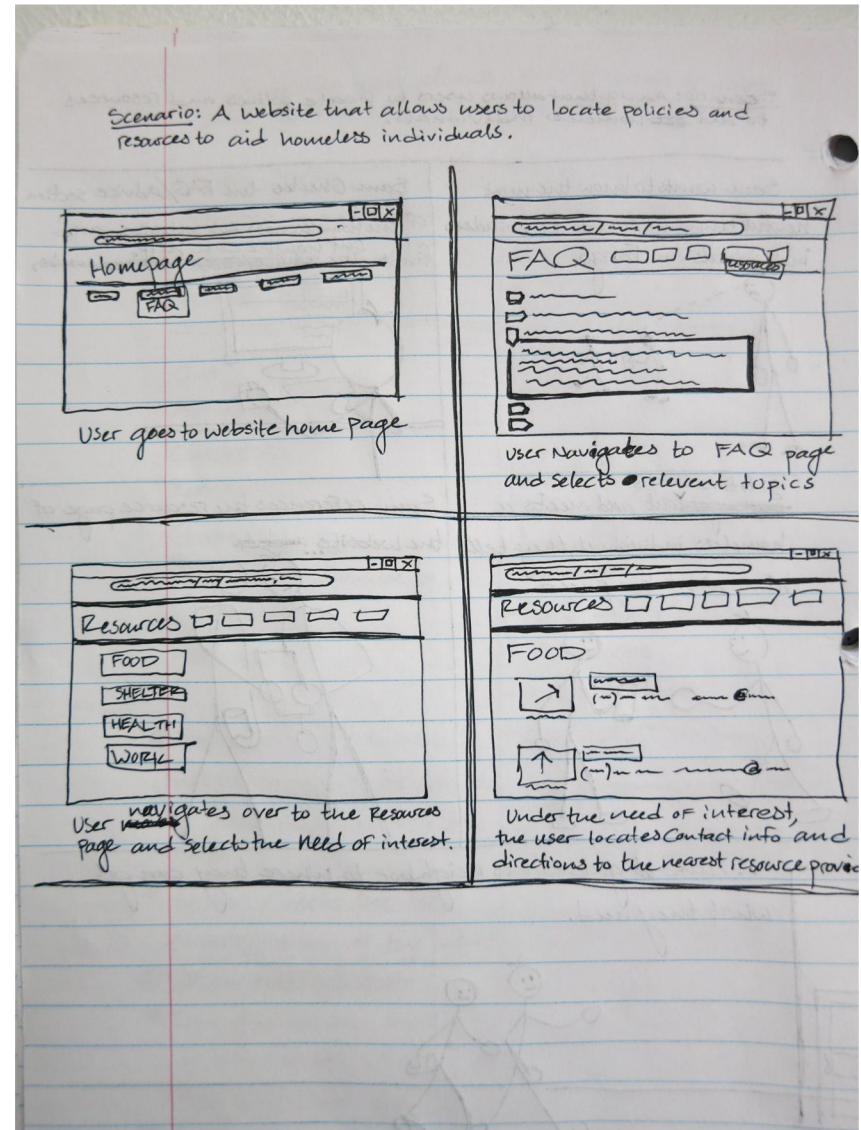 Scenario: A website that allows users to locate policies and
resources to aid homeless individuals.
Homepage
FAQ
User goes to website home page
FAQ
resources
User Navigates to FAQ page
and selects relevent topics
Resources
FOOD
SHELTER
HEALTH
WORK
User navigates over to the Resources
page and selects the need of interest.
Resources
FOOD
Under the need of interest,
the user locates Contact info and
directions to the nearest resource